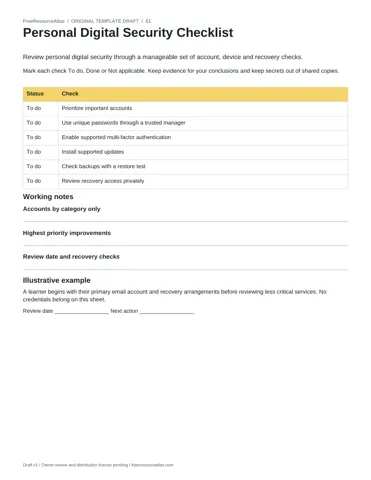 FreeResourceAtlas / ORIGINAL TEMPLATE DRAFT / 01
Personal Digital Security Checklist
Review personal digital security through a manageable set of account, device and recovery checks.
Mark each check To do, Done or Not applicable. Keep evidence for your conclusions and keep secrets out of shared copies.
Status Check
To do Prioritize important accounts
To do Use unique passwords through a trusted manager
To do Enable supported multi-factor authentication
To do Install supported updates
To do Check backups with a restore test
To do Review recovery access privately
Working notes
Accounts by category only
Highest priority improvements
Review date and recovery checks
Illustrative example
A learner begins with their primary email account and recovery arrangements before reviewing less critical services. No
credentials belong on this sheet.
Review date ____________________ Next action ____________________
Draft v1 / Owner review and distribution licence pending / freeresourceatlas.com